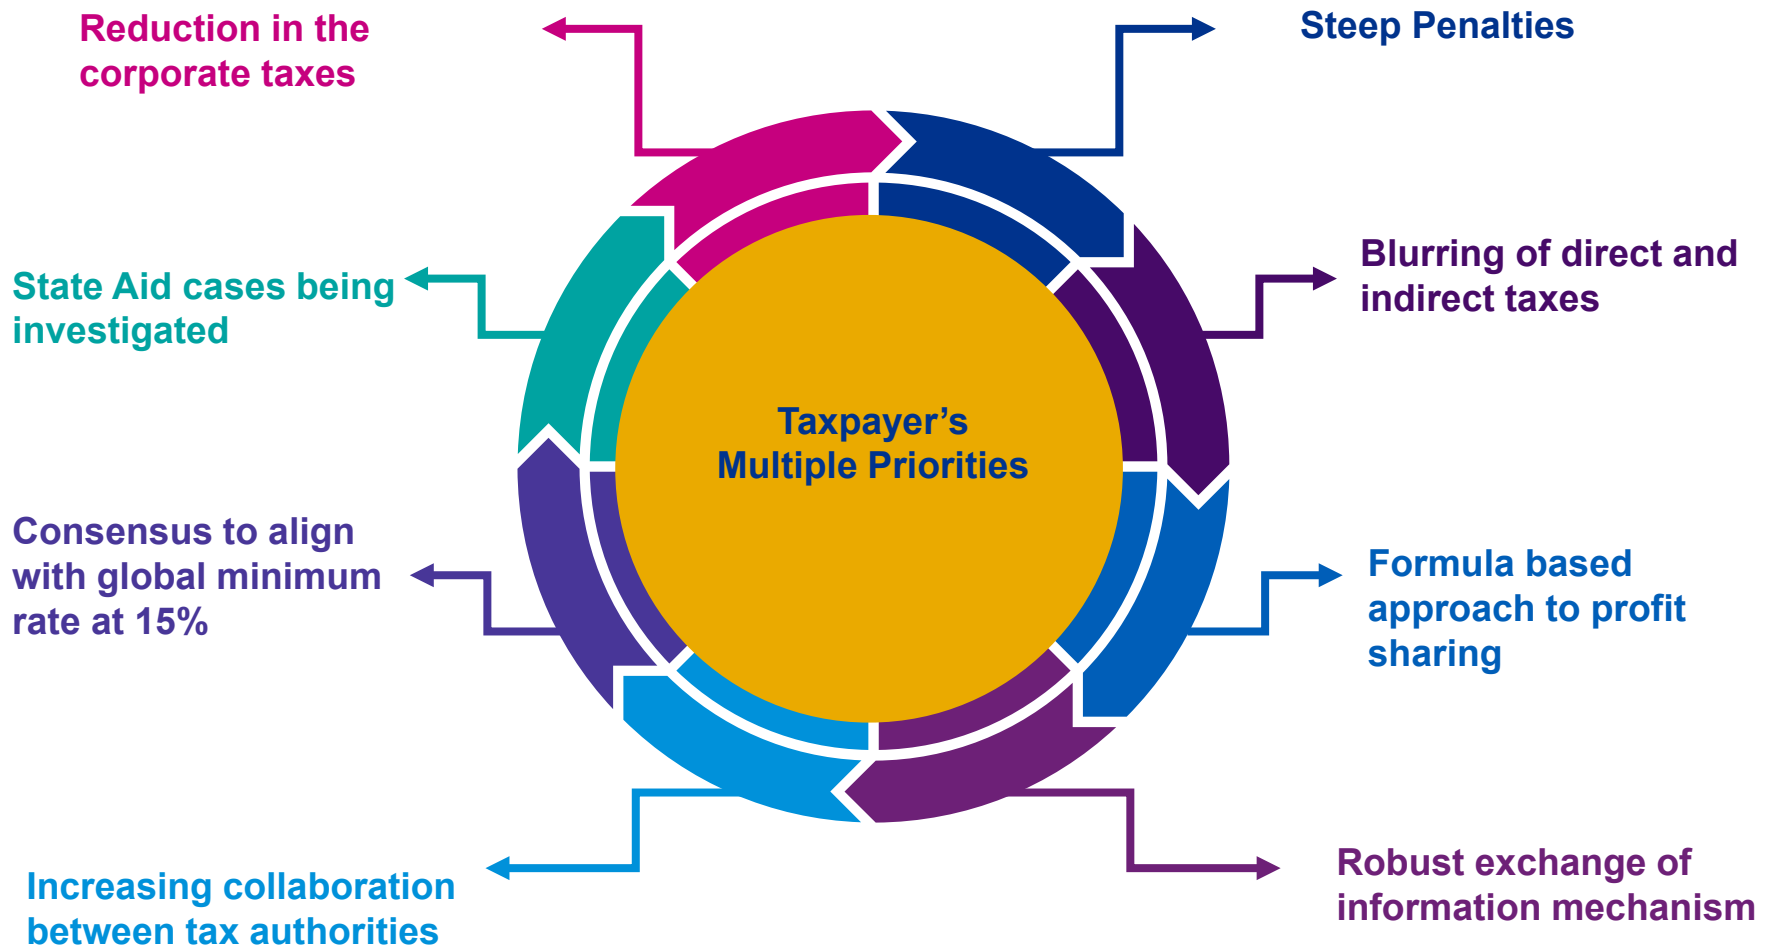 Reduction in the
corporate taxes
Steep Penalties
State Aid cases being
investigated
Blurring of direct and
indirect taxes
Taxpayer’s
Multiple Priorities
Consensus to align
with global minimum
rate at 15%
Formula based
approach to profit
sharing
Increasing collaboration
between tax authorities
Robust exchange of
information mechanism